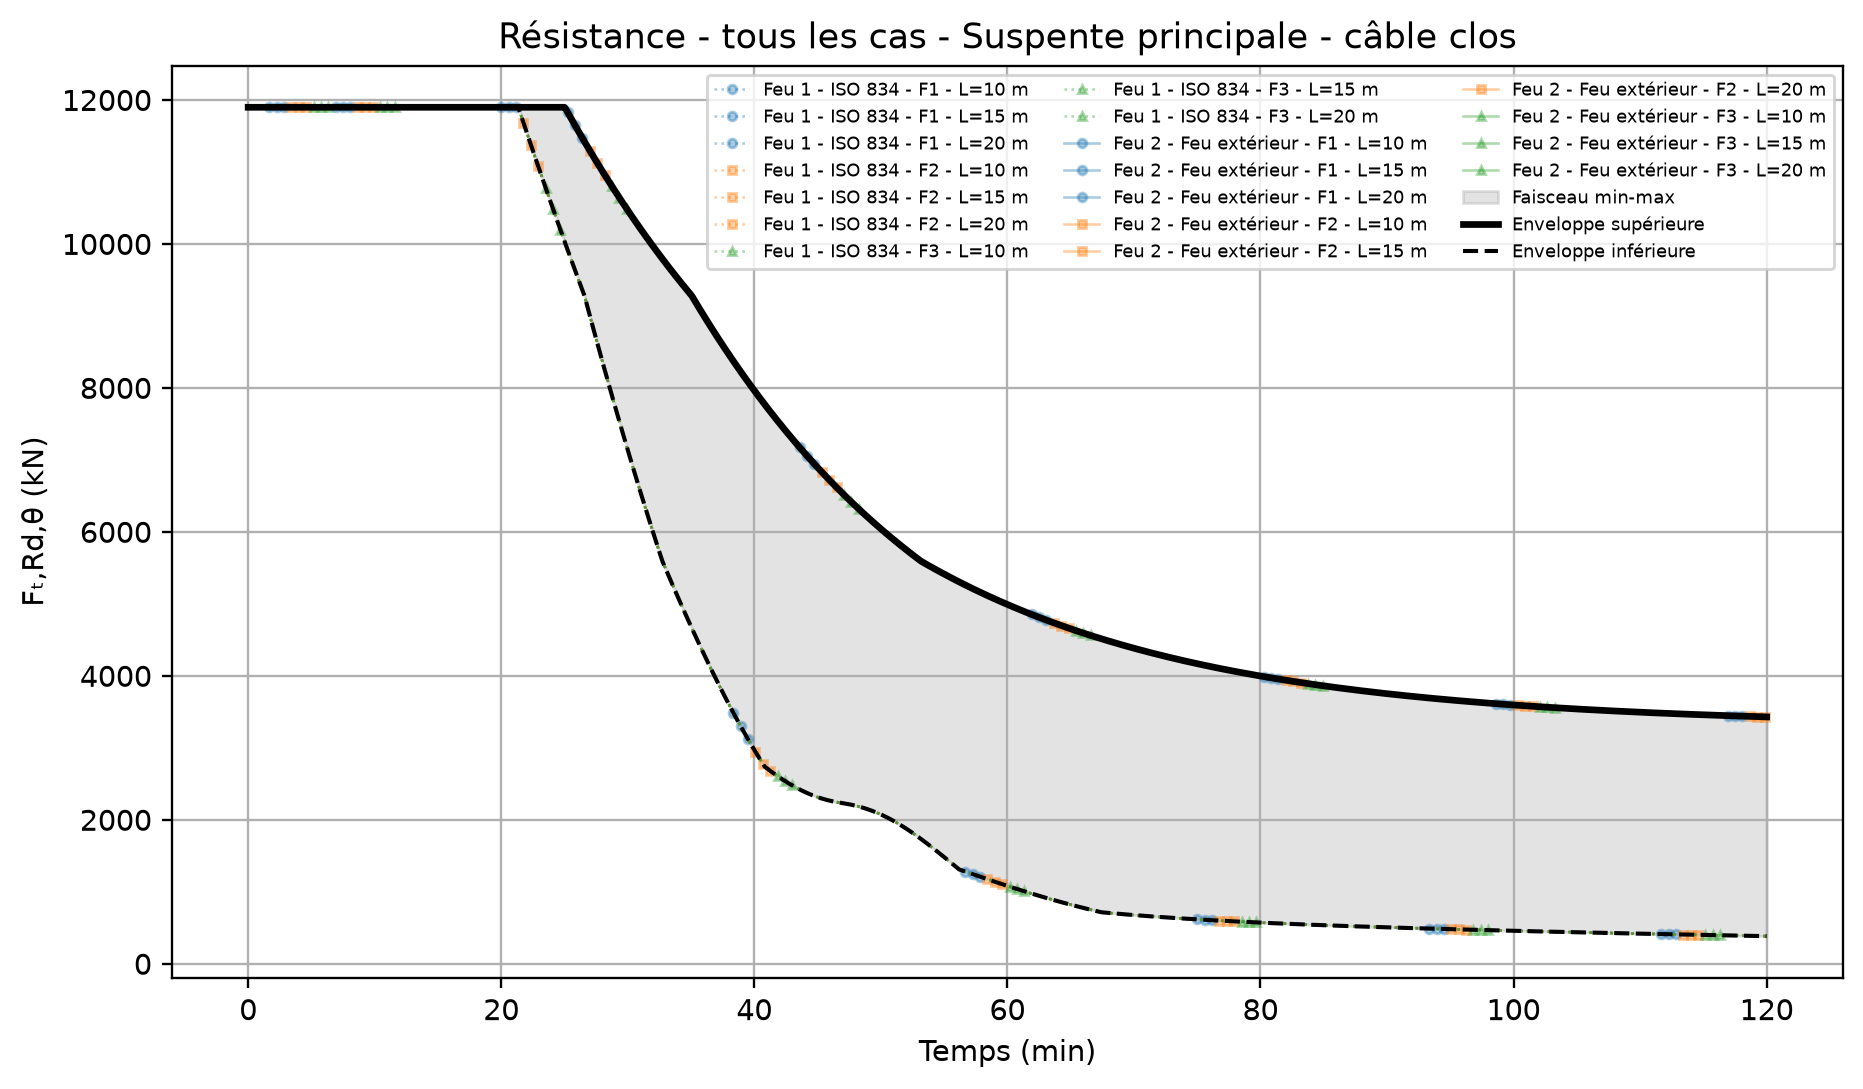 Résistance - tous les cas - Suspente principale - câble clos
Feu 1 - ISO 834 - F1 - L=10 m
Feu 1 - ISO 834 - F1 - L=15 m
Feu 1 - ISO 834 - F1 - L=20 m
Feu 1 - ISO 834 - F2 - L=10 m
Feu 1 - ISO 834 - F2 - L=15 m
Feu 1 - ISO 834 - F2 - L=20 m
Feu 1 - ISO 834 - F3 - L=10 m
Feu 1 - ISO 834 - F3 - L=15 m
Feu 1 - ISO 834 - F3 - L=20 m
Feu 2 - Feu extérieur - F1 - L=10 m
Feu 2 - Feu extérieur - F1 - L=15 m
Feu 2 - Feu extérieur - F1 - L=20 m
Feu 2 - Feu extérieur - F2 - L=10 m
Feu 2 - Feu extérieur - F2 - L=15 m
Feu 2 - Feu extérieur - F2 - L=20 m
Feu 2 - Feu extérieur - F3 - L=10 m
Feu 2 - Feu extérieur - F3 - L=15 m
Feu 2 - Feu extérieur - F3 - L=20 m
Faisceau min-max
Enveloppe supérieure
Enveloppe inférieure
Fₜ,Rd,θ (kN)
12000
10000
8000
6000
4000
2000
0
0 20 40 60 80 100 120
Temps (min)